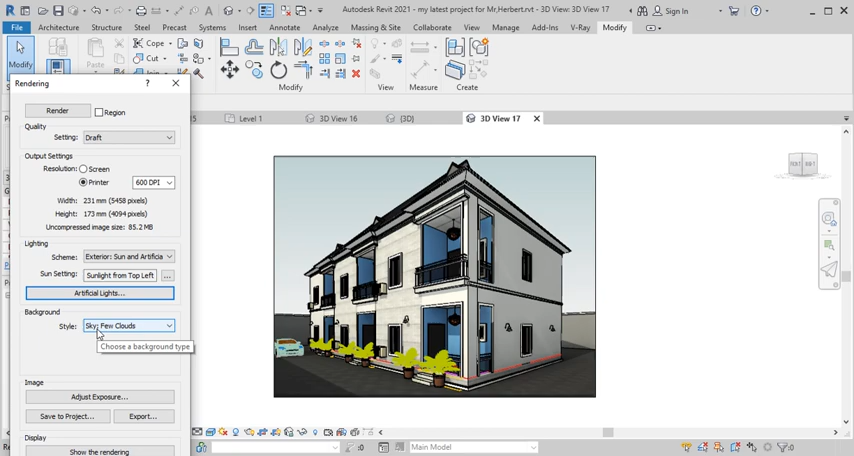 Autodesk Revit 2021 - my latest project for Mr,Herbert.rvt - 3D View: 3D View 17
Sign In
File Architecture Structure Steel Precast Systems Insert Annotate Analyze Massing & Site Collaborate View Manage Add-Ins V-Ray Modify
Modify
Paste
Cope
Cut
Join
Modify View Measure Create
Rendering
Level 1 3D View 16 {3D} 3D View 17
Render Region
Quality
Setting: Draft
Output Settings
Resolution: Screen
Printer 600 DPI
Width: 231 mm (5458 pixels)
Height: 173 mm (4094 pixels)
Uncompressed image size: 85.2 MB
Lighting
Scheme: Exterior: Sun and Artificia
Sun Setting: Sunlight from Top Left ...
Artificial Lights...
Background
Style: Sky: Few Clouds
Choose a background type
Image
Adjust Exposure...
Save to Project... Export...
Display
Show the rendering
:0 Main Model :0